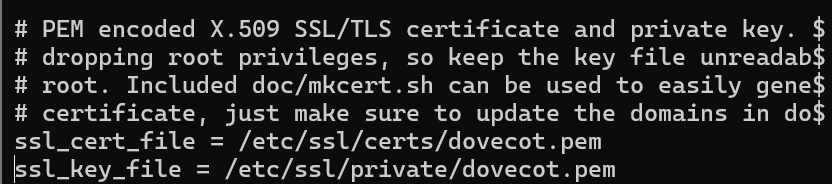 # PEM encoded X.509 SSL/TLS certificate and private key. $
# dropping root privileges, so keep the key file unreadab$
# root. Included doc/mkcert.sh can be used to easily gene$
# certificate, just make sure to update the domains in do$
ssl_cert_file = /etc/ssl/certs/dovecot.pem
ssl_key_file = /etc/ssl/private/dovecot.pem